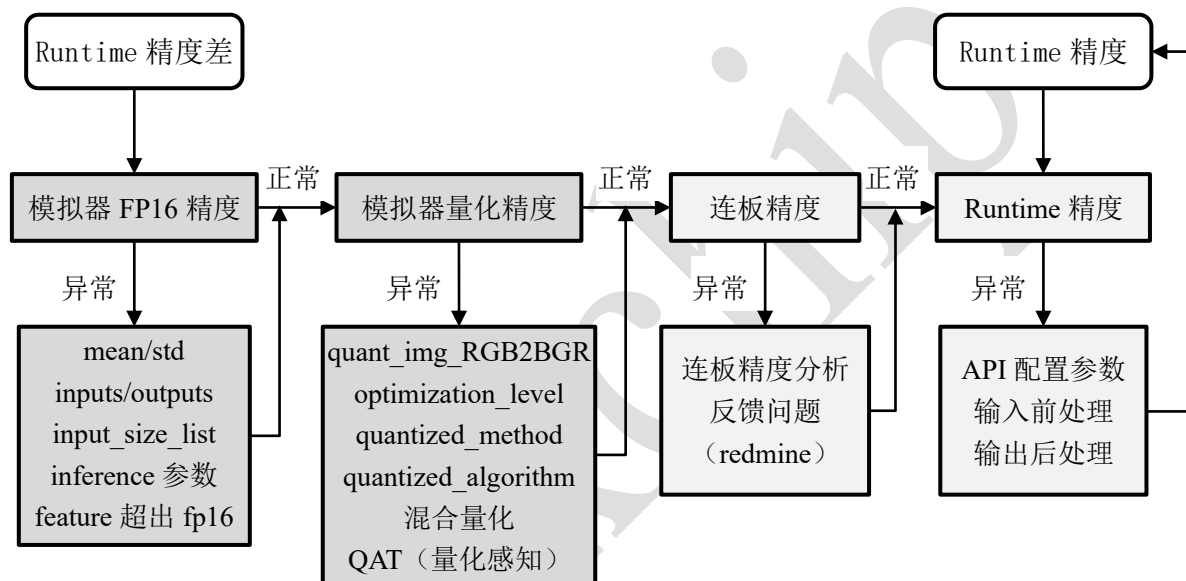 Runtime 精度差
Runtime 精度
模拟器 FP16 精度
正常
模拟器量化精度
正常
连板精度
正常
Runtime 精度
异常
异常
异常
异常
mean/std
inputs/outputs
input_size_list
inference 参数
feature 超出 fp16
quant_img_RGB2BGR
optimization_level
quantized_method
quantized_algorithm
混合量化
QAT（量化感知）
连板精度分析
反馈问题
（redmine）
API 配置参数
输入前处理
输出后处理